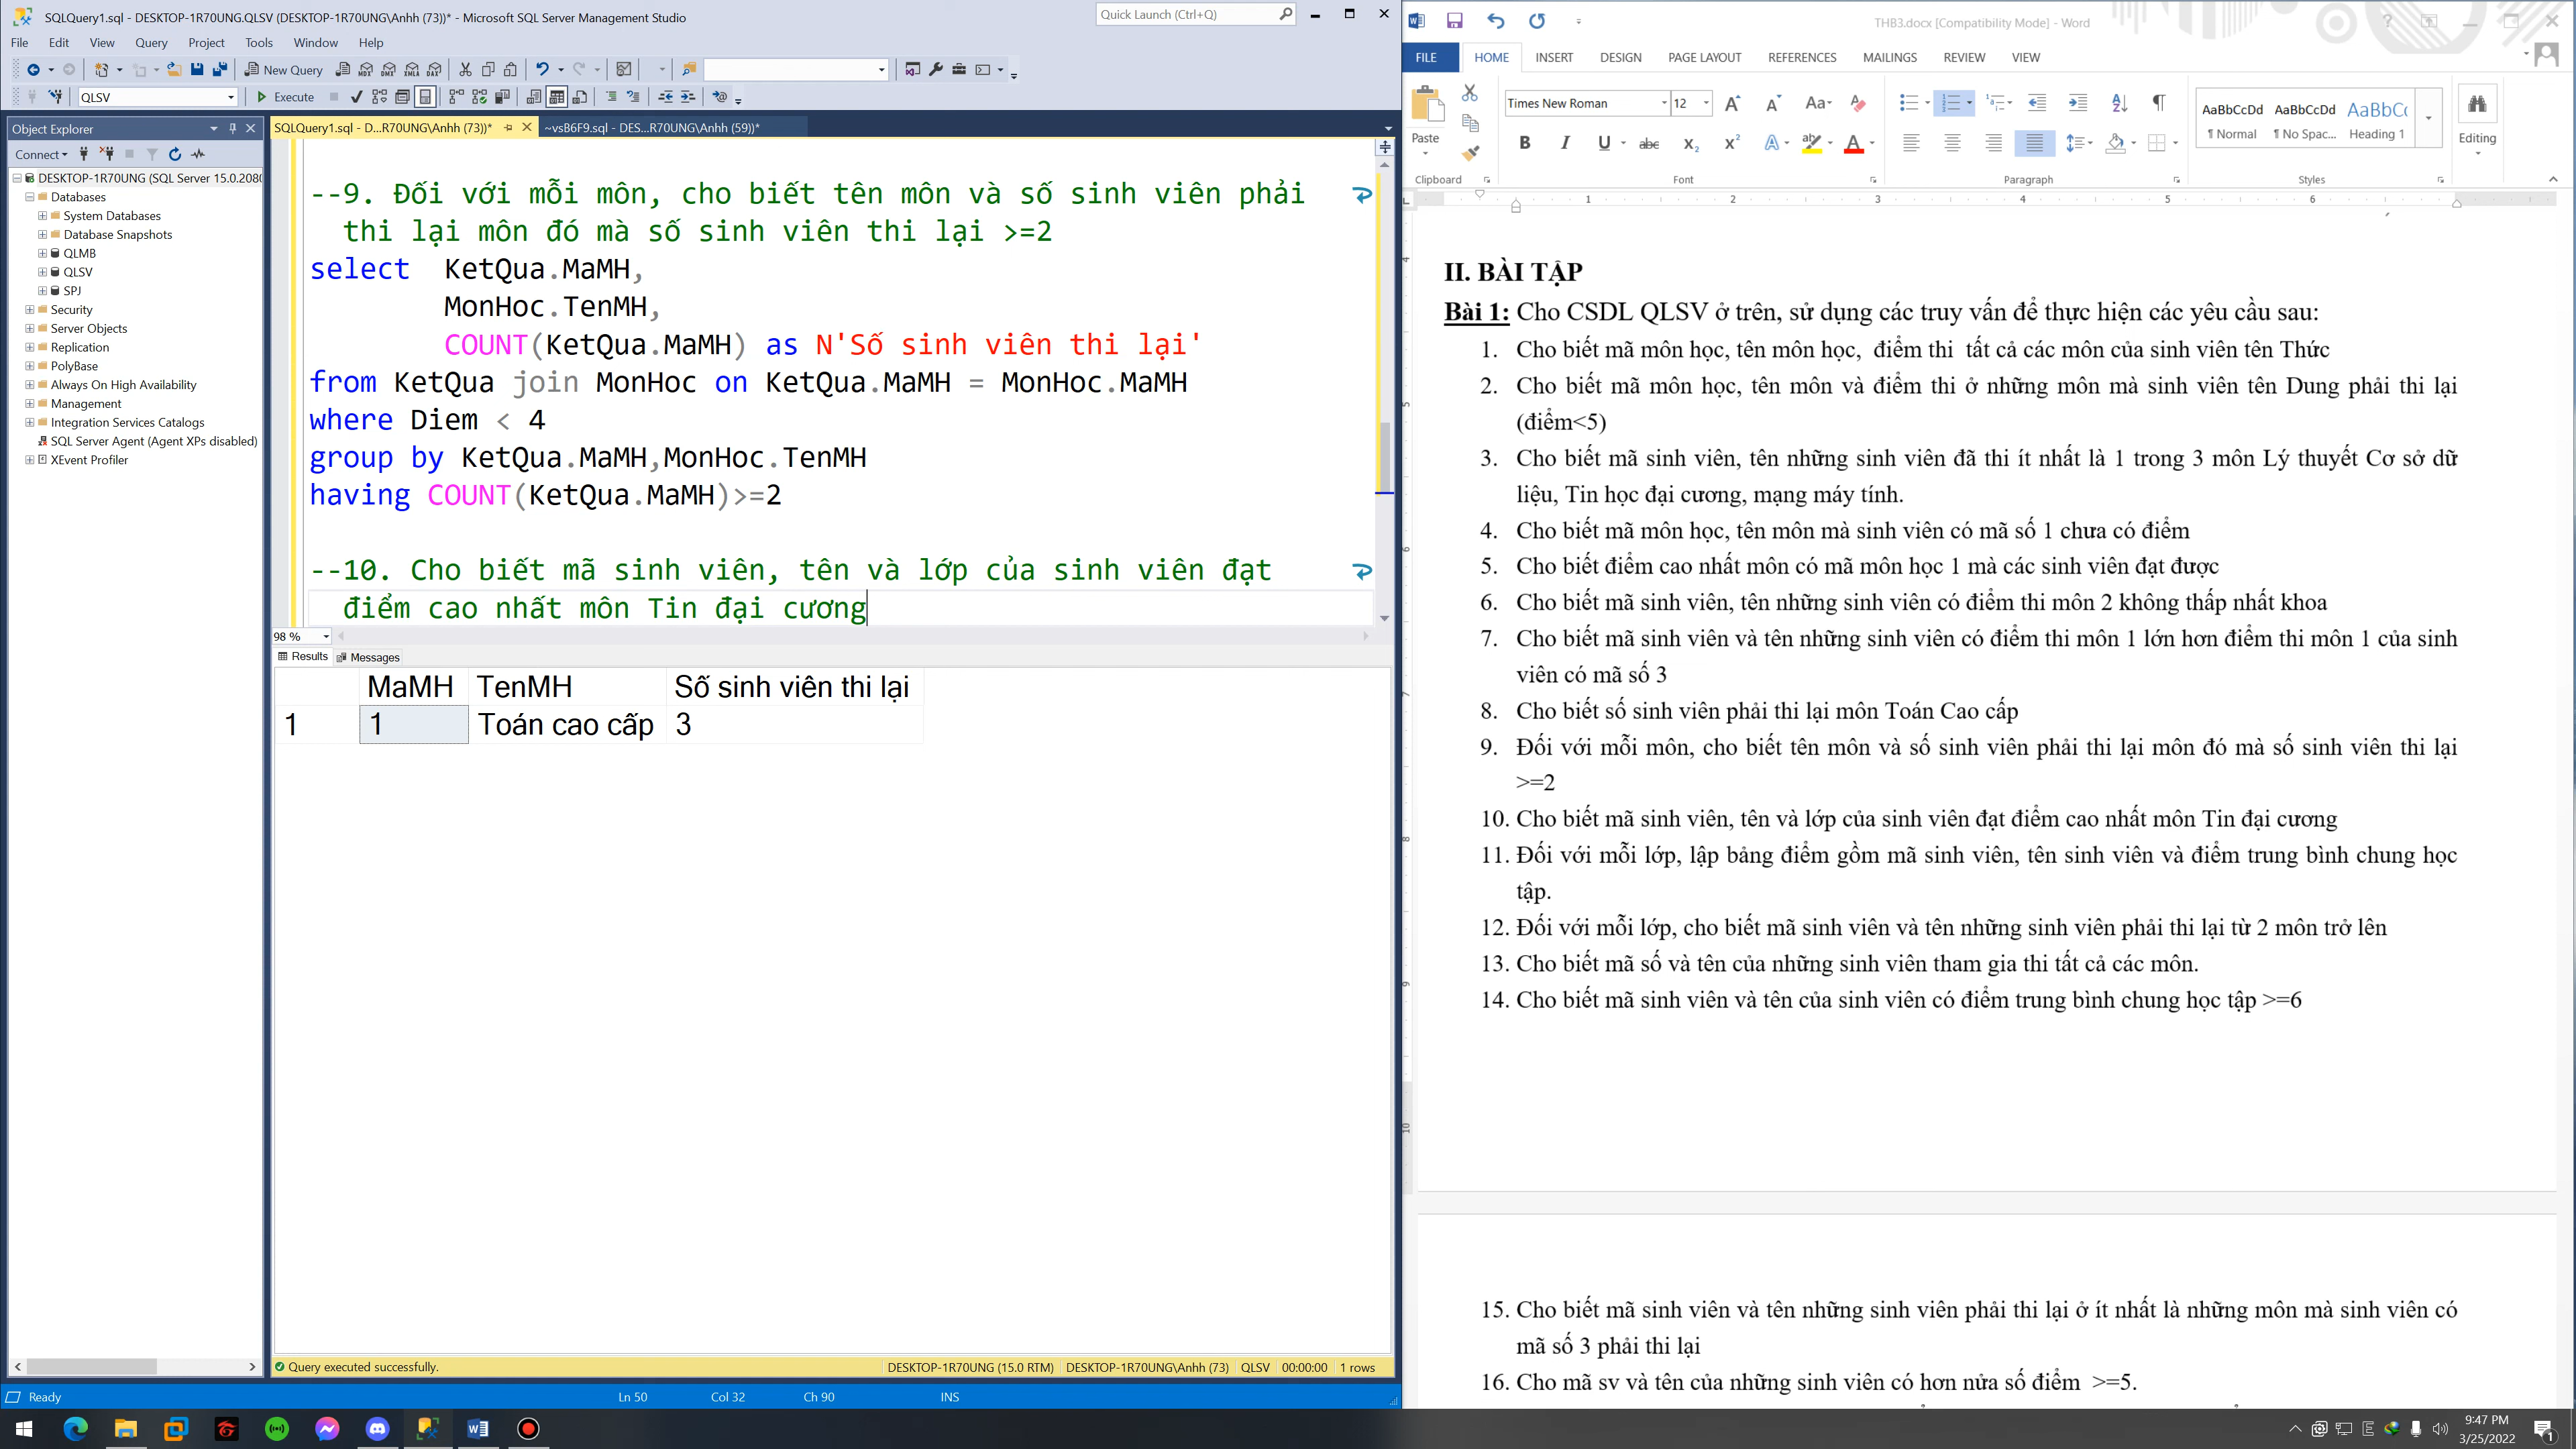 SQLQuery1.sql - DESKTOP-1R70UNG.QLSV (DESKTOP-1R70UNG\Anhh (73))* - Microsoft SQL Server Management Studio
Quick Launch (Ctrl+Q)
File Edit View Query Project Tools Window Help
New Query
QLSV
Execute
Object Explorer
Connect
DESKTOP-1R70UNG (SQL Server 15.0.2080
Databases
System Databases
Database Snapshots
QLMB
QLSV
SPJ
Security
Server Objects
Replication
PolyBase
Always On High Availability
Management
Integration Services Catalogs
SQL Server Agent (Agent XPs disabled)
XEvent Profiler
SQLQuery1.sql - D...R70UNG\Anhh (73))*
~vsB6F9.sql - DES...R70UNG\Anhh (59))*
--9. Đối với mỗi môn, cho biết tên môn và số sinh viên phải
thi lại môn đó mà số sinh viên thi lại >=2
select KetQua.MaMH,
MonHoc.TenMH,
COUNT(KetQua.MaMH) as N'Số sinh viên thi lại'
from KetQua join MonHoc on KetQua.MaMH = MonHoc.MaMH
where Diem < 4
group by KetQua.MaMH,MonHoc.TenMH
having COUNT(KetQua.MaMH)>=2
--10. Cho biết mã sinh viên, tên và lớp của sinh viên đạt
điểm cao nhất môn Tin đại cương
98 %
Results Messages
MaMH TenMH Số sinh viên thi lại
1 1 Toán cao cấp 3
Query executed successfully.
DESKTOP-1R70UNG (15.0 RTM) DESKTOP-1R70UNG\Anhh (73) QLSV 00:00:00 1 rows
Ready Ln 50 Col 32 Ch 90 INS
THB3.docx [Compatibility Mode] - Word
FILE HOME INSERT DESIGN PAGE LAYOUT REFERENCES MAILINGS REVIEW VIEW
Paste
Times New Roman 12
AaBbCcDd AaBbCcDd AaBbC
¶ Normal ¶ No Spac... Heading 1
Editing
Clipboard Font Paragraph Styles
1 2 3 4 5 6
4
5
6
7
8
9
10
II. BÀI TẬP
Bài 1: Cho CSDL QLSV ở trên, sử dụng các truy vấn để thực hiện các yêu cầu sau:
1. Cho biết mã môn học, tên môn học, điểm thi tất cả các môn của sinh viên tên Thức
2. Cho biết mã môn học, tên môn và điểm thi ở những môn mà sinh viên tên Dung phải thi lại
(điểm<5)
3. Cho biết mã sinh viên, tên những sinh viên đã thi ít nhất là 1 trong 3 môn Lý thuyết Cơ sở dữ
liệu, Tin học đại cương, mạng máy tính.
4. Cho biết mã môn học, tên môn mà sinh viên có mã số 1 chưa có điểm
5. Cho biết điểm cao nhất môn có mã môn học 1 mà các sinh viên đạt được
6. Cho biết mã sinh viên, tên những sinh viên có điểm thi môn 2 không thấp nhất khoa
7. Cho biết mã sinh viên và tên những sinh viên có điểm thi môn 1 lớn hơn điểm thi môn 1 của sinh
viên có mã số 3
8. Cho biết số sinh viên phải thi lại môn Toán Cao cấp
9. Đối với mỗi môn, cho biết tên môn và số sinh viên phải thi lại môn đó mà số sinh viên thi lại
>=2
10. Cho biết mã sinh viên, tên và lớp của sinh viên đạt điểm cao nhất môn Tin đại cương
11. Đối với mỗi lớp, lập bảng điểm gồm mã sinh viên, tên sinh viên và điểm trung bình chung học
tập.
12. Đối với mỗi lớp, cho biết mã sinh viên và tên những sinh viên phải thi lại từ 2 môn trở lên
13. Cho biết mã số và tên của những sinh viên tham gia thi tất cả các môn.
14. Cho biết mã sinh viên và tên của sinh viên có điểm trung bình chung học tập >=6
15. Cho biết mã sinh viên và tên những sinh viên phải thi lại ở ít nhất là những môn mà sinh viên có
mã số 3 phải thi lại
16. Cho mã sv và tên của những sinh viên có hơn nửa số điểm >=5.
9:47 PM
3/25/2022